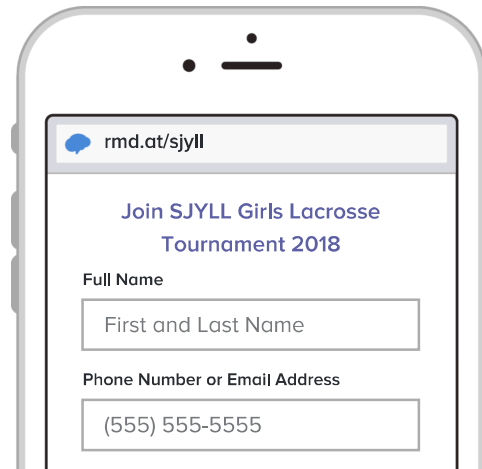 rmd.at/sjyll
Join SJYLL Girls Lacrosse
Tournament 2018
Full Name
First and Last Name
Phone Number or Email Address
(555) 555-5555